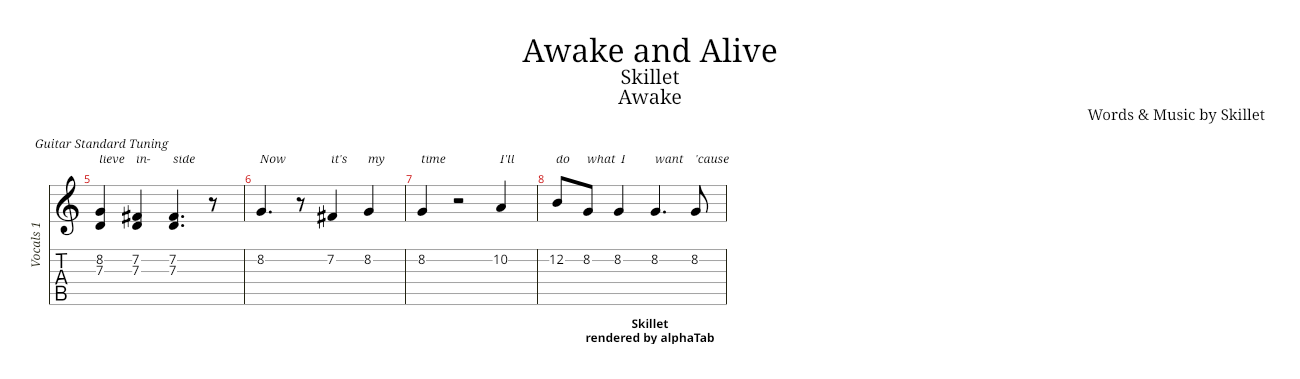 Awake and Alive
Skillet
Awake
Words & Music by Skillet
Guitar Standard Tuning
lieve in- side Now it's my time I'll do what I want 'cause
5 6 7 8
Vocals 1
TAB
8 7 7 8 7 8 8 10 12 8 8 8 8
7 7 7
Skillet
rendered by alphaTab